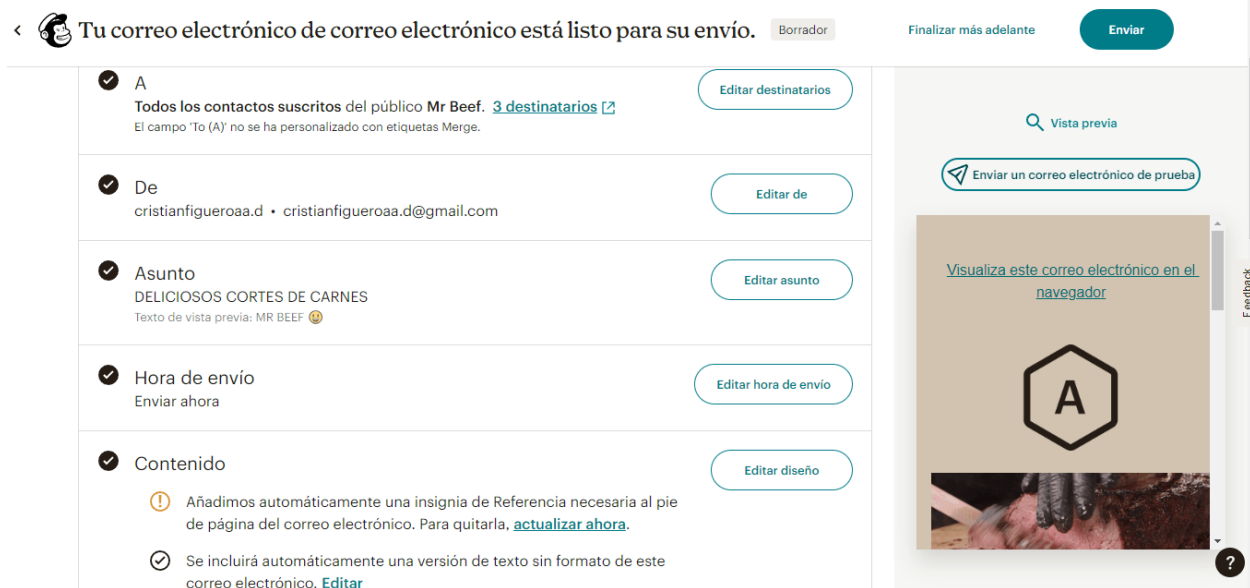 Tu correo electrónico de correo electrónico está listo para su envío.
Borrador
Finalizar más adelante
Enviar
A
Editar destinatarios
Todos los contactos suscritos del público Mr Beef. 3 destinatarios
El campo 'To (A)' no se ha personalizado con etiquetas Merge.
De
cristianfigueroaa.d • cristianfigueroaa.d@gmail.com
Editar de
Asunto
DELICIOSOS CORTES DE CARNES
Texto de vista previa: MR BEEF 😀
Editar asunto
Hora de envío
Enviar ahora
Editar hora de envío
Contenido
Editar diseño
Añadimos automáticamente una insignia de Referencia necesaria al pie
de página del correo electrónico. Para quitarla, actualizar ahora.
Se incluirá automáticamente una versión de texto sin formato de este
correo electrónico. Editar
Vista previa
Enviar un correo electrónico de prueba
Visualiza este correo electrónico en el
navegador
A
Feedback
?